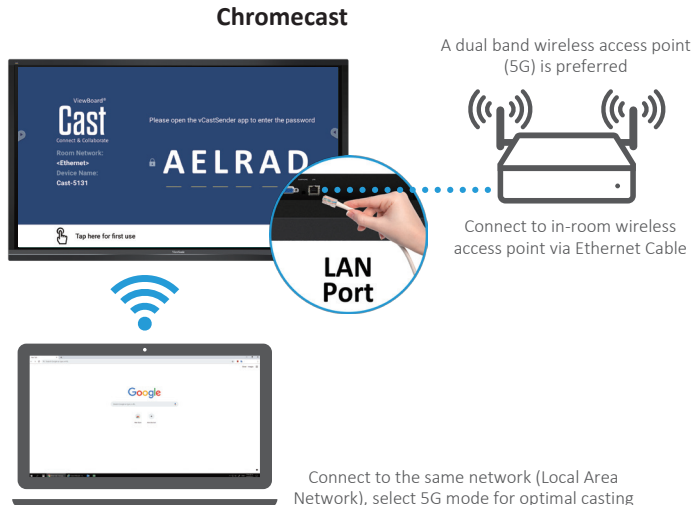 Chromecast
A dual band wireless access point
(5G) is preferred
ViewBoard®
Cast
Connect & Collaborate
Please open the vCastSender app to enter the password
Room Network:
<Ethernet>
Device Name:
Cast-5131
AELRAD
Tap here for first use
ViewSonic
LAN
Port
Connect to in-room wireless
access point via Ethernet Cable
Google
Connect to the same network (Local Area
Network), select 5G mode for optimal casting